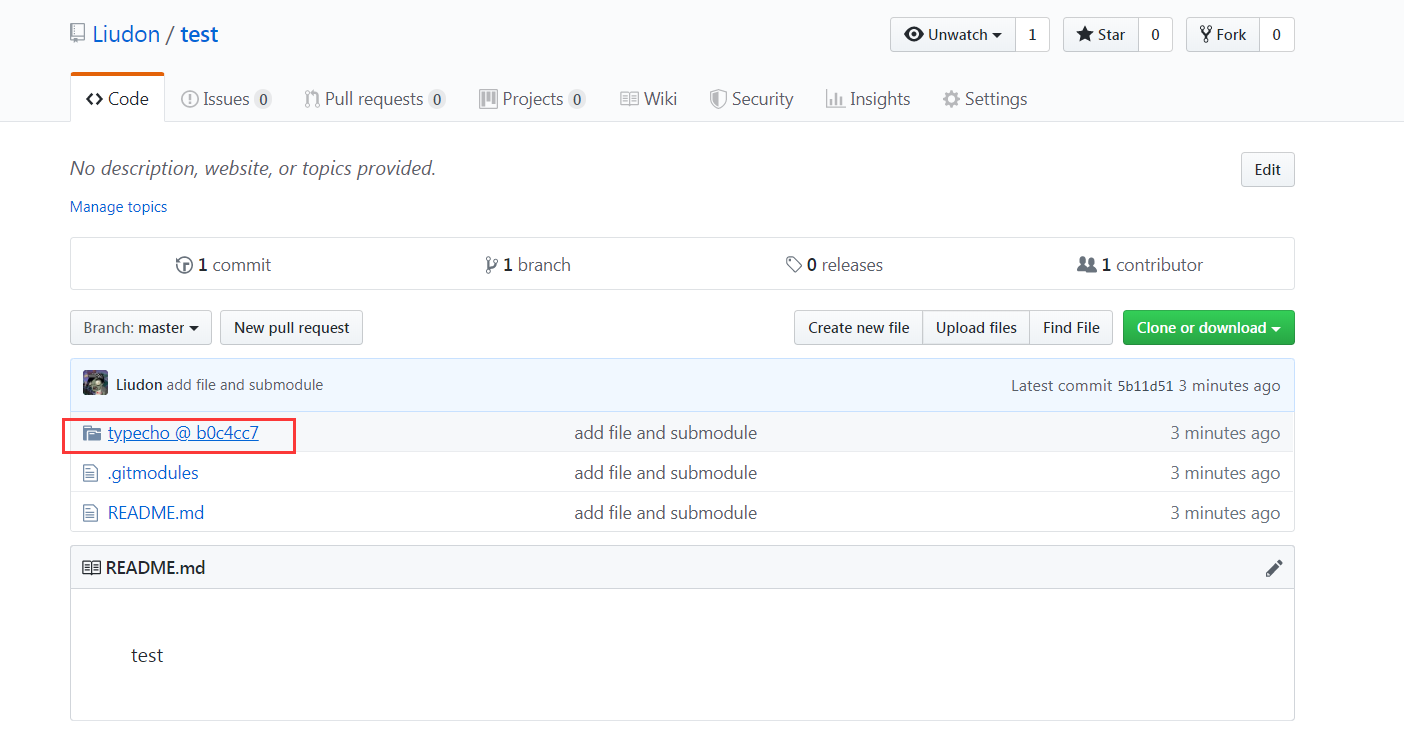 Liudon / test
Unwatch 1 Star 0 Fork 0
Code Issues 0 Pull requests 0 Projects 0 Wiki Security Insights Settings
No description, website, or topics provided. Edit
Manage topics
1 commit 1 branch 0 releases 1 contributor
Branch: master New pull request Create new file Upload files Find File Clone or download
Liudon add file and submodule Latest commit 5b11d51 3 minutes ago
typecho @ b0c4cc7 add file and submodule 3 minutes ago
.gitmodules add file and submodule 3 minutes ago
README.md add file and submodule 3 minutes ago
README.md
test